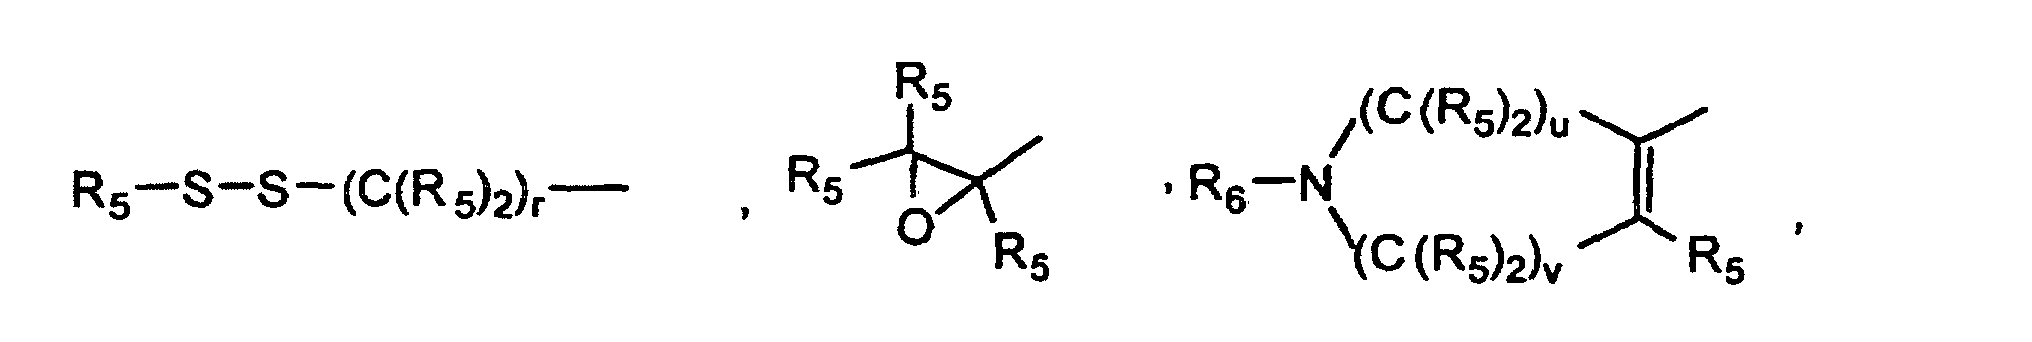 R5
(C(R5)2)u
R5–S–S–(C(R5)2)r– , R5 O , R6–N
R5 (C(R5)2)v R5 ,